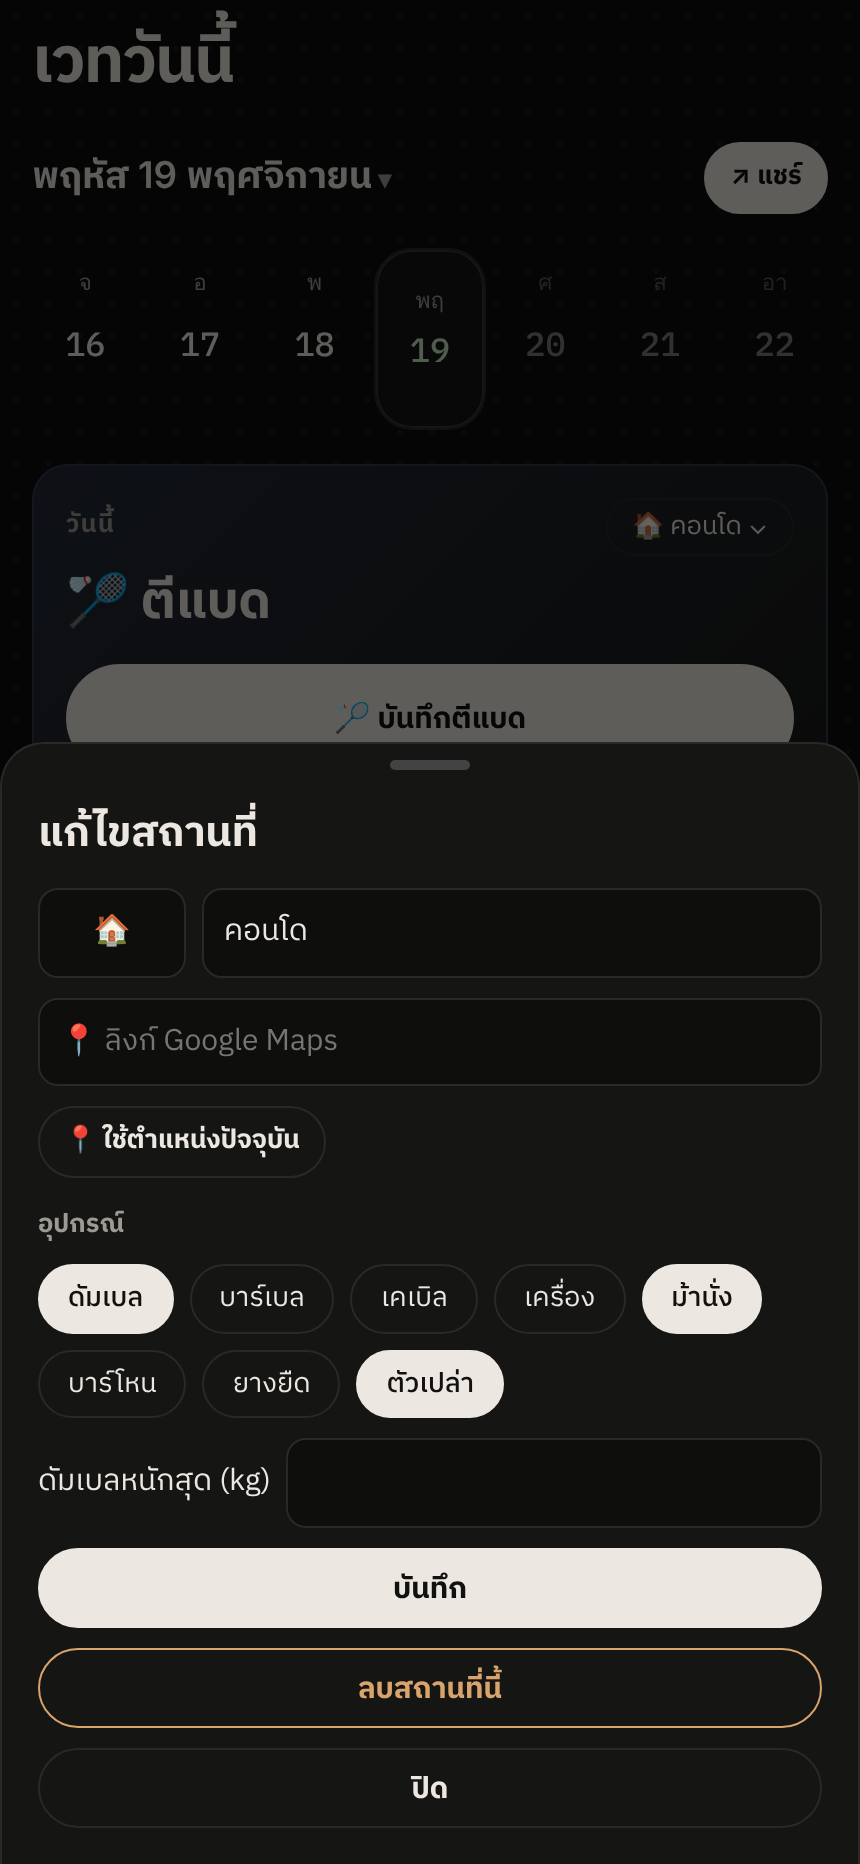 เวทวันนี้
พฤหัส 19 พฤศจิกายน ▾
↗ แชร์
จ อ พ พฤ ศ ส อา
16 17 18 19 20 21 22
วันนี้
🏠 คอนโด
🏸 ตีแบด
🏸 บันทึกตีแบด
แก้ไขสถานที่
🏠 คอนโด
📍 ลิงก์ Google Maps
📍 ใช้ตำแหน่งปัจจุบัน
อุปกรณ์
ดัมเบล บาร์เบล เคเบิล เครื่อง ม้านั่ง
บาร์โหน ยางยืด ตัวเปล่า
ดัมเบลหนักสุด (kg)
บันทึก
ลบสถานที่นี้
ปิด